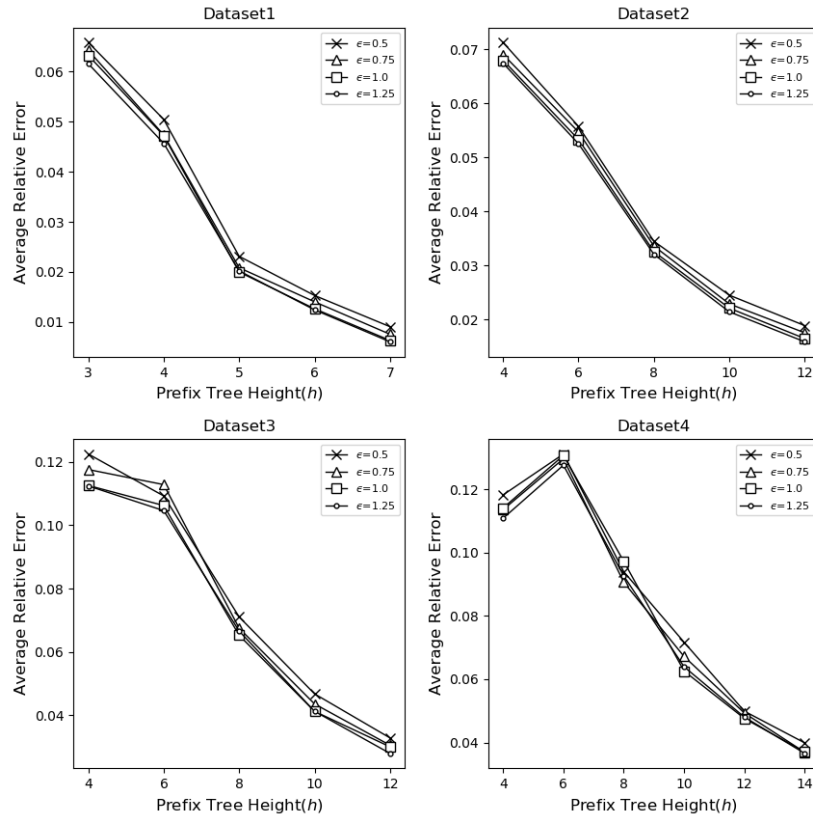 Dataset1
Average Relative Error
0.06
0.05
0.04
0.03
0.02
0.01
ϵ=0.5
ϵ=0.75
ϵ=1.0
ϵ=1.25
3 4 5 6 7
Prefix Tree Height(h)
Dataset2
Average Relative Error
0.07
0.06
0.05
0.04
0.03
0.02
ϵ=0.5
ϵ=0.75
ϵ=1.0
ϵ=1.25
4 6 8 10 12
Prefix Tree Height(h)
Dataset3
Average Relative Error
0.12
0.10
0.08
0.06
0.04
ϵ=0.5
ϵ=0.75
ϵ=1.0
ϵ=1.25
4 6 8 10 12
Prefix Tree Height(h)
Dataset4
Average Relative Error
0.12
0.10
0.08
0.06
0.04
ϵ=0.5
ϵ=0.75
ϵ=1.0
ϵ=1.25
4 6 8 10 12 14
Prefix Tree Height(h)